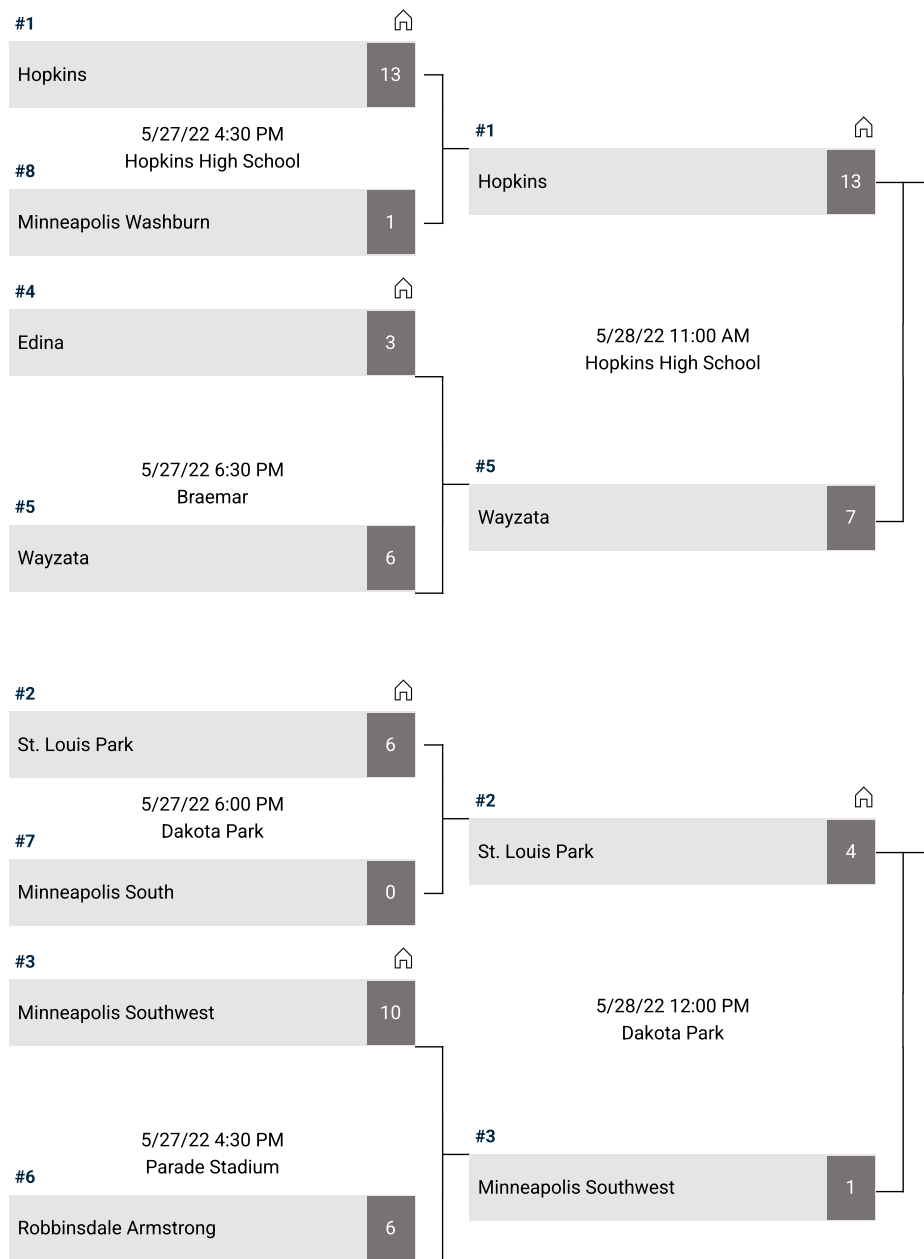 #1
Hopkins
13
5/27/22 4:30 PM
Hopkins High School
#8
Minneapolis Washburn
1
#1
Hopkins
13
#4
Edina
3
5/27/22 6:30 PM
Braemar
#5
Wayzata
6
5/28/22 11:00 AM
Hopkins High School
#5
Wayzata
7
#2
St. Louis Park
6
5/27/22 6:00 PM
Dakota Park
#7
Minneapolis South
0
#2
St. Louis Park
4
#3
Minneapolis Southwest
10
5/27/22 4:30 PM
Parade Stadium
#6
Robbinsdale Armstrong
6
5/28/22 12:00 PM
Dakota Park
#3
Minneapolis Southwest
1